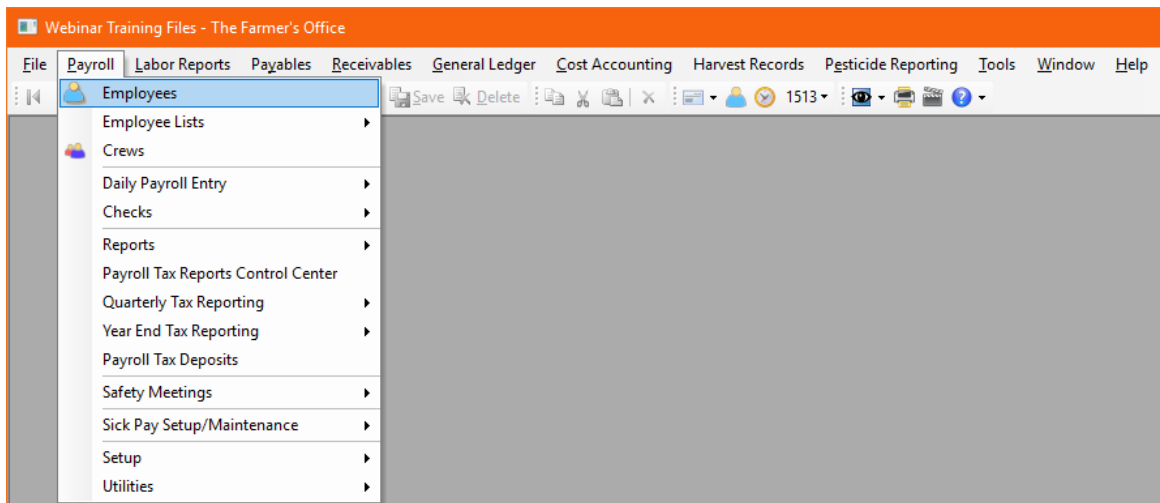 Webinar Training Files - The Farmer's Office
File Payroll Labor Reports Payables Receivables General Ledger Cost Accounting Harvest Records Pesticide Reporting Tools Window Help
Employees Save Delete 1513
Employee Lists
Crews
Daily Payroll Entry
Checks
Reports
Payroll Tax Reports Control Center
Quarterly Tax Reporting
Year End Tax Reporting
Payroll Tax Deposits
Safety Meetings
Sick Pay Setup/Maintenance
Setup
Utilities